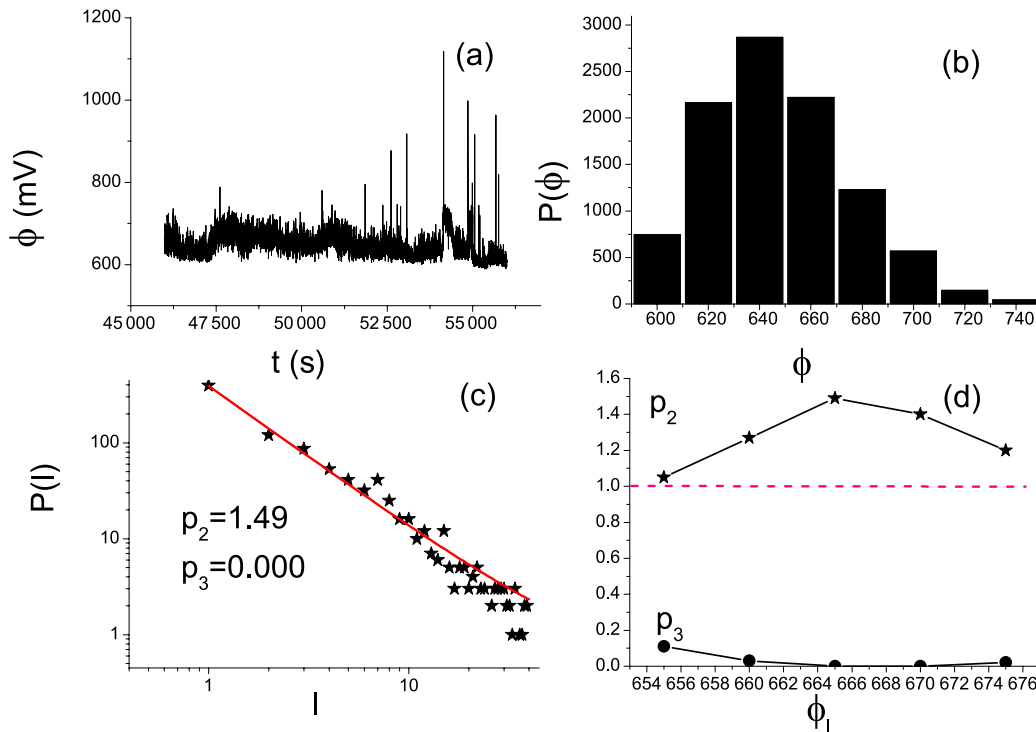 (a)
1200
1000
800
600
ϕ (mV)
45 000 47 500 50 000 52 500 55 000
t (s)
(b)
3000
2500
2000
1500
1000
500
0
P(ϕ)
600 620 640 660 680 700 720 740
ϕ
(c)
100
10
1
P(l)
p2=1.49
p3=0.000
1 10
l
(d)
1.6
1.4
1.2
1.0
0.8
0.6
0.4
0.2
0.0
p2
p3
654 656 658 660 662 664 666 668 670 672 674 676
ϕl